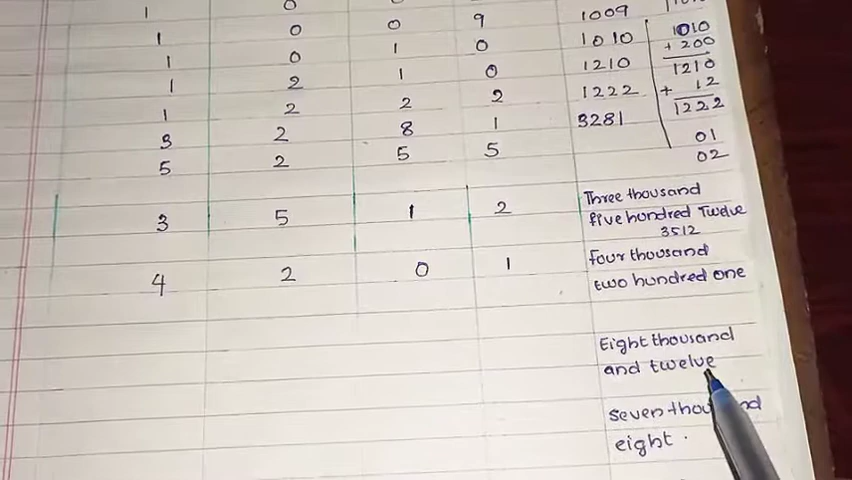 1 0
1 0 0 9 1009
1 0 1 0 1010 1010
+ 200
1 2 1 0 1210 1210
+ 12
1 2 2 2 1222 1222
3 2 8 1 3281 01
5 2 5 5 02
3 5 1 2 Three thousand
five hundred Twelve
3512
4 2 0 1 four thousand
two hundred one
Eight thousand
and twelve
seven thou nd
eight .